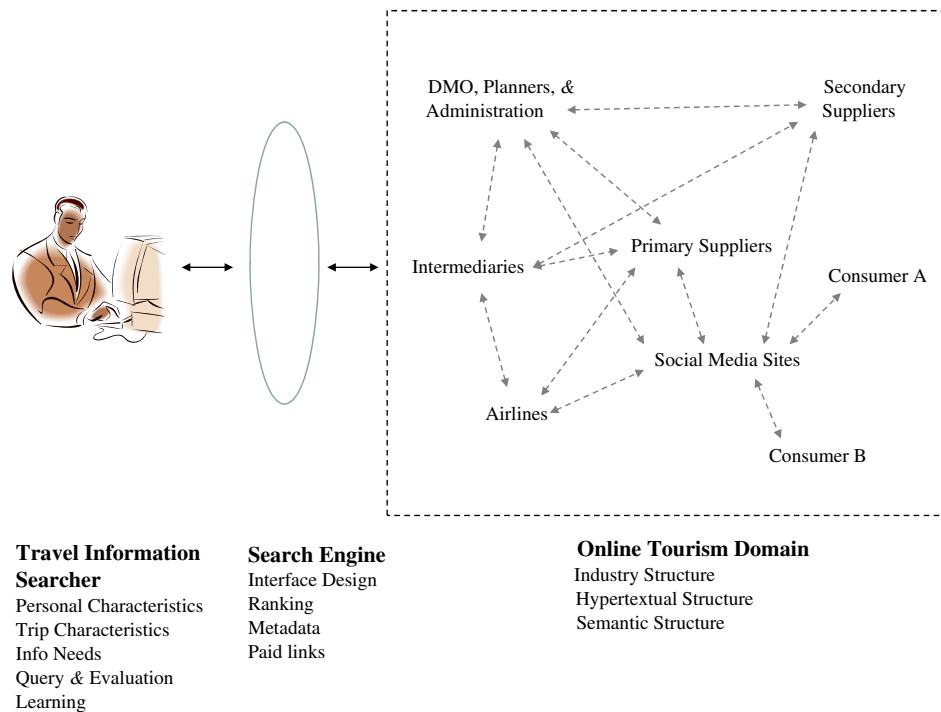 DMO, Planners, &
Administration
Secondary
Suppliers
Primary Suppliers
Intermediaries
Consumer A
Social Media Sites
Airlines
Consumer B
Travel Information
Searcher
Personal Characteristics
Trip Characteristics
Info Needs
Query & Evaluation
Learning
Search Engine
Interface Design
Ranking
Metadata
Paid links
Online Tourism Domain
Industry Structure
Hypertextual Structure
Semantic Structure